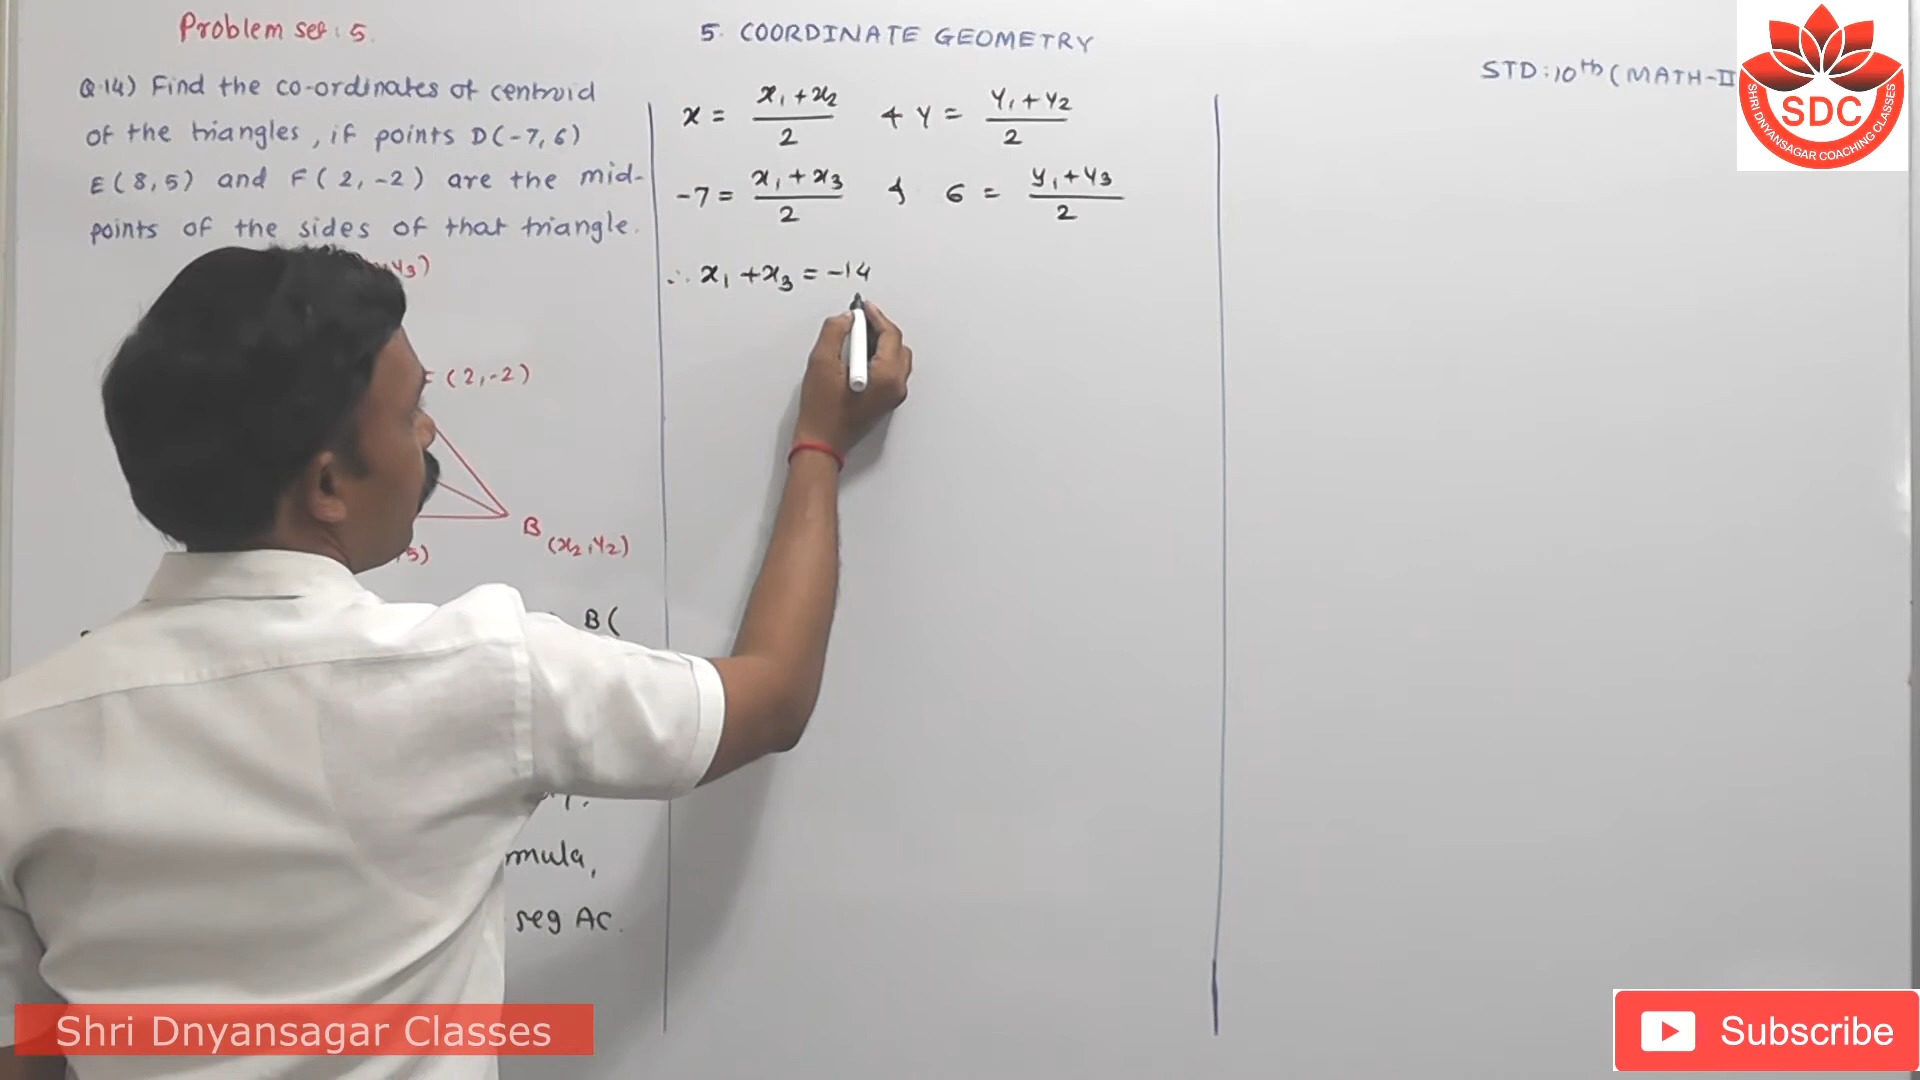 Problem set: 5.
5. COORDINATE GEOMETRY
STD:10th (MATH-II
Q.14) Find the co-ordinates of centroid
of the triangles, if points D(-7,6)
E(8,5) and F(2,-2) are the mid-
points of the sides of that triangle.
y3)
F (2,-2)
B
(x2,y2)
,5)
B(
mula,
seg AC.
x = x1+x2/2 & y = y1+y2/2
-7 = x1+x3/2 & 6 = y1+y3/2
∴ x1+x3 = -14
SDC
SHRI DNYANSAGAR COACHING CLASSES
Shri Dnyansagar Classes
Subscribe